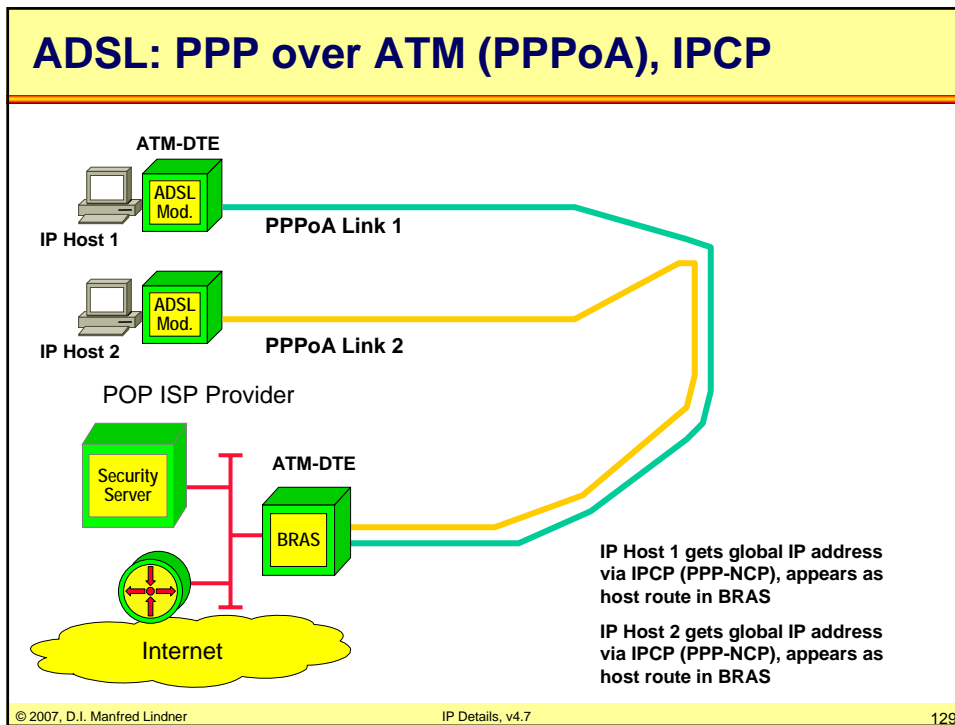 ADSL: PPP over ATM (PPPoA), IPCP
ATM-DTE
ADSL
Mod.
IP Host 1
PPPoA Link 1
ADSL
Mod.
IP Host 2
PPPoA Link 2
POP ISP Provider
Security
Server
ATM-DTE
BRAS
Internet
IP Host 1 gets global IP address
via IPCP (PPP-NCP), appears as
host route in BRAS
IP Host 2 gets global IP address
via IPCP (PPP-NCP), appears as
host route in BRAS
© 2007, D.I. Manfred Lindner
IP Details, v4.7
129